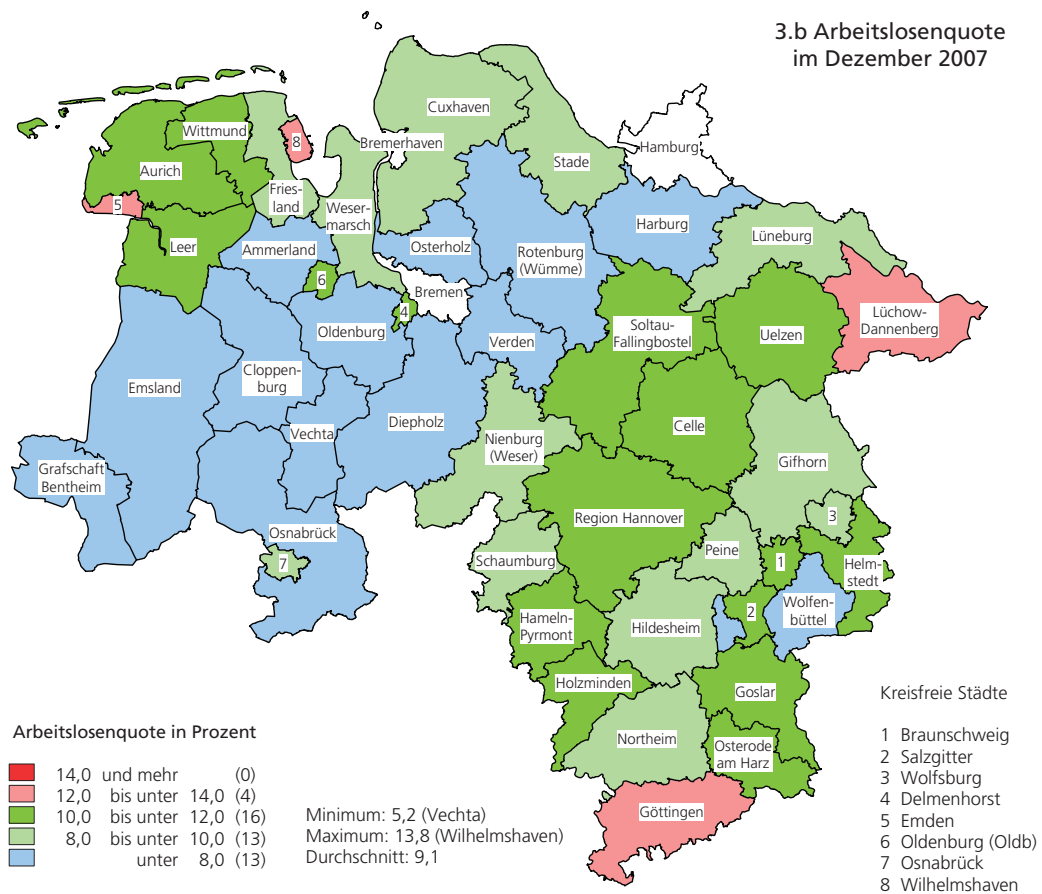 3.b Arbeitslosenquote
im Dezember 2007
Cuxhaven
Wittmund
8
Bremerhaven
Hamburg
Stade
Aurich
Fries-
land
5
Weser-
marsch
Harburg
Lüneburg
Leer
Ammerland
Osterholz
Rotenburg
(Wümme)
6
Bremen
4
Lüchow-
Dannenberg
Oldenburg
Soltau-
Fallingbostel
Uelzen
Verden
Emsland
Cloppen-
burg
Diepholz
Celle
Vechta
Nienburg
(Weser)
Gifhorn
Grafschaft
Bentheim
Region Hannover
3
Osnabrück
Peine
7
Schaumburg
1
Helm-
stedt
Wolfen-
büttel
2
Hameln-
Pyrmont
Hildesheim
Holzminden
Goslar
Northeim
Osterode
am Harz
Göttingen
Arbeitslosenquote in Prozent
14,0 und mehr (0)
12,0 bis unter 14,0 (4)
10,0 bis unter 12,0 (16)
8,0 bis unter 10,0 (13)
unter 8,0 (13)
Minimum: 5,2 (Vechta)
Maximum: 13,8 (Wilhelmshaven)
Durchschnitt: 9,1
Kreisfreie Städte
1 Braunschweig
2 Salzgitter
3 Wolfsburg
4 Delmenhorst
5 Emden
6 Oldenburg (Oldb)
7 Osnabrück
8 Wilhelmshaven